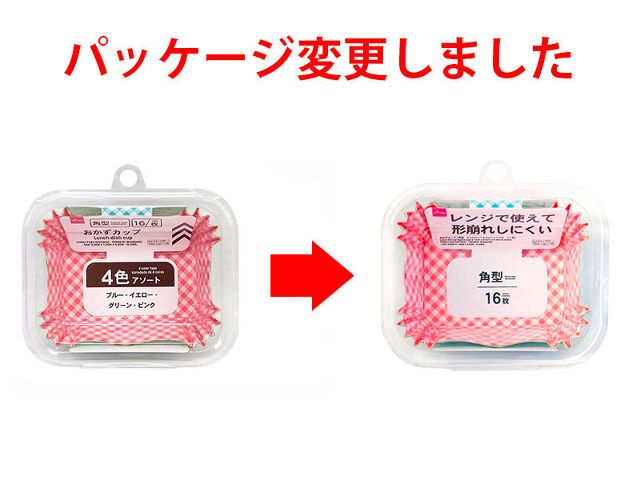 パッケージ変更しました
角型 16/枚
おかずカップ
Lunch dish cup
4色
アソート
ブルー・イエロー・
グリーン・ピンク
レンジで使えて
形崩れしにくい
角型
16枚